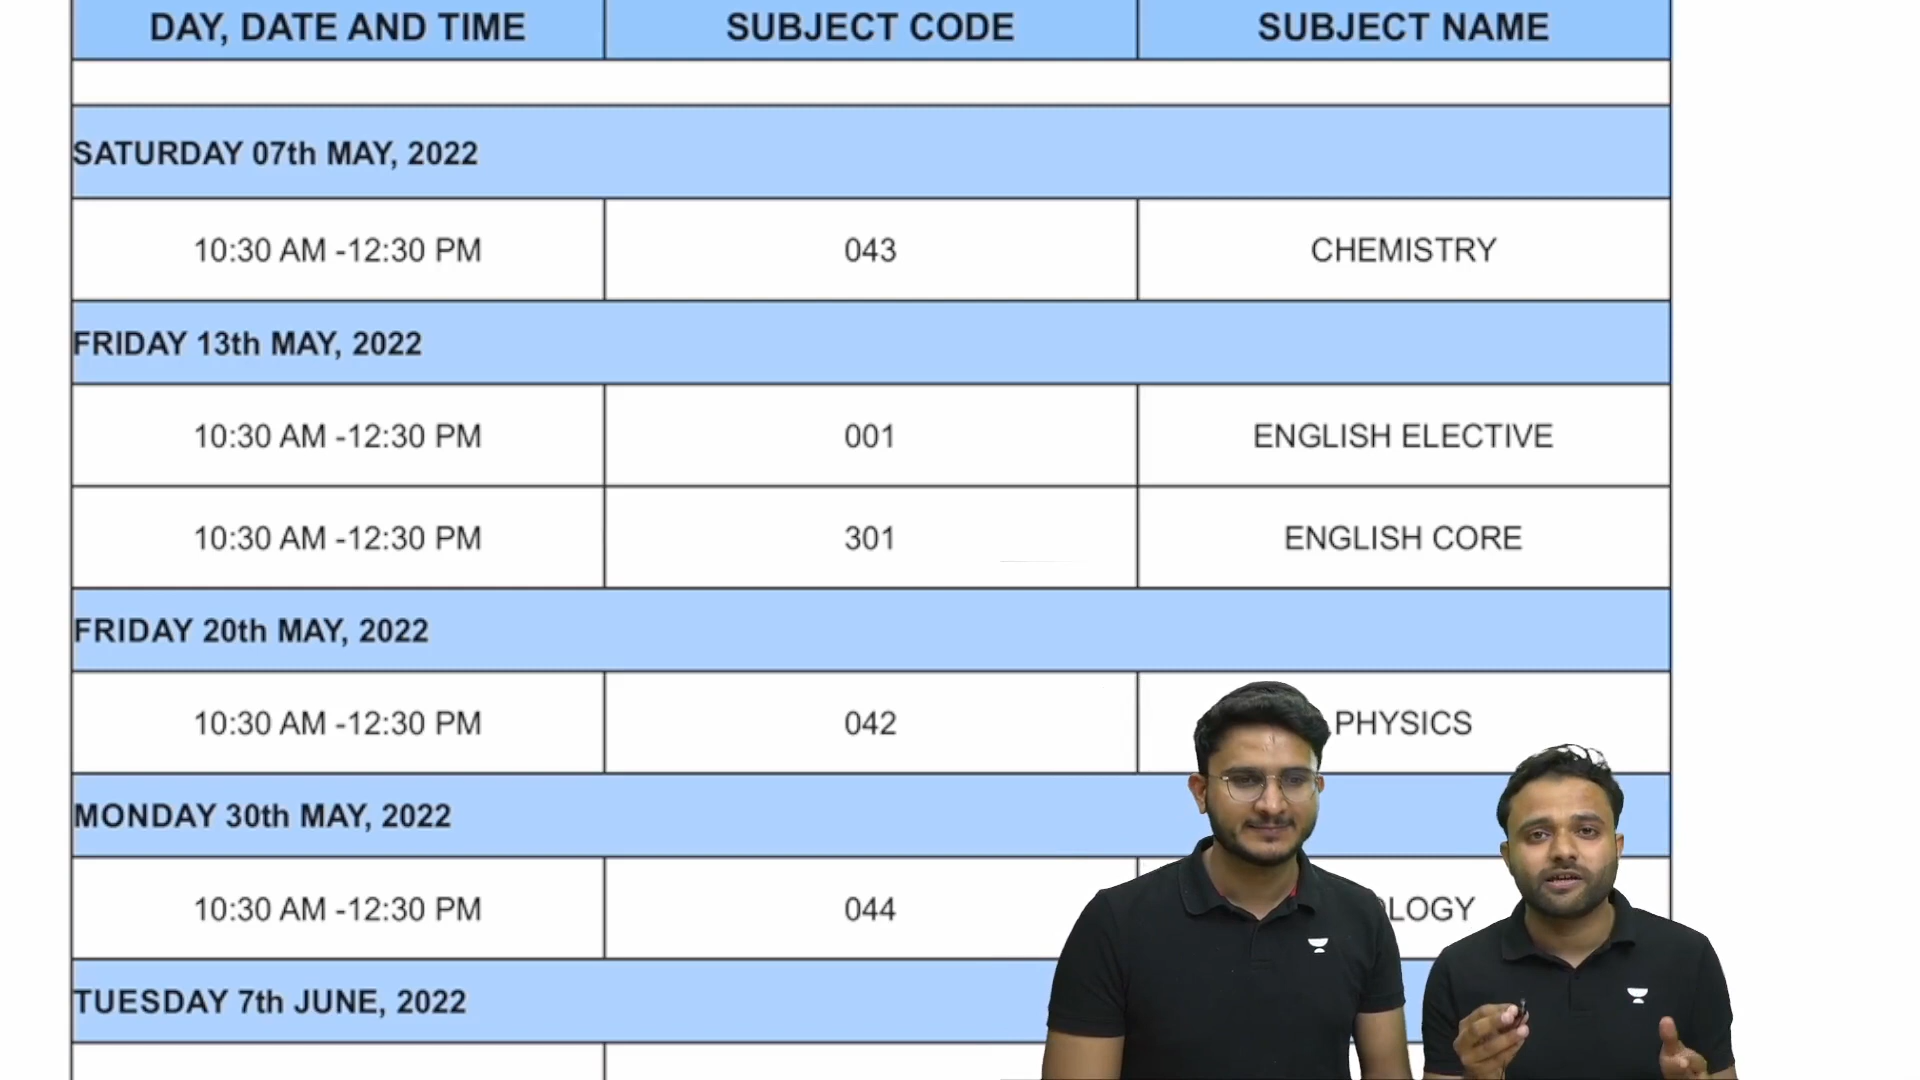 DAY, DATE AND TIME SUBJECT CODE SUBJECT NAME
SATURDAY 07th MAY, 2022
10:30 AM -12:30 PM 043 CHEMISTRY
FRIDAY 13th MAY, 2022
10:30 AM -12:30 PM 001 ENGLISH ELECTIVE
10:30 AM -12:30 PM 301 ENGLISH CORE
FRIDAY 20th MAY, 2022
10:30 AM -12:30 PM 042 PHYSICS
MONDAY 30th MAY, 2022
10:30 AM -12:30 PM 044
TUESDAY 7th JUNE, 2022